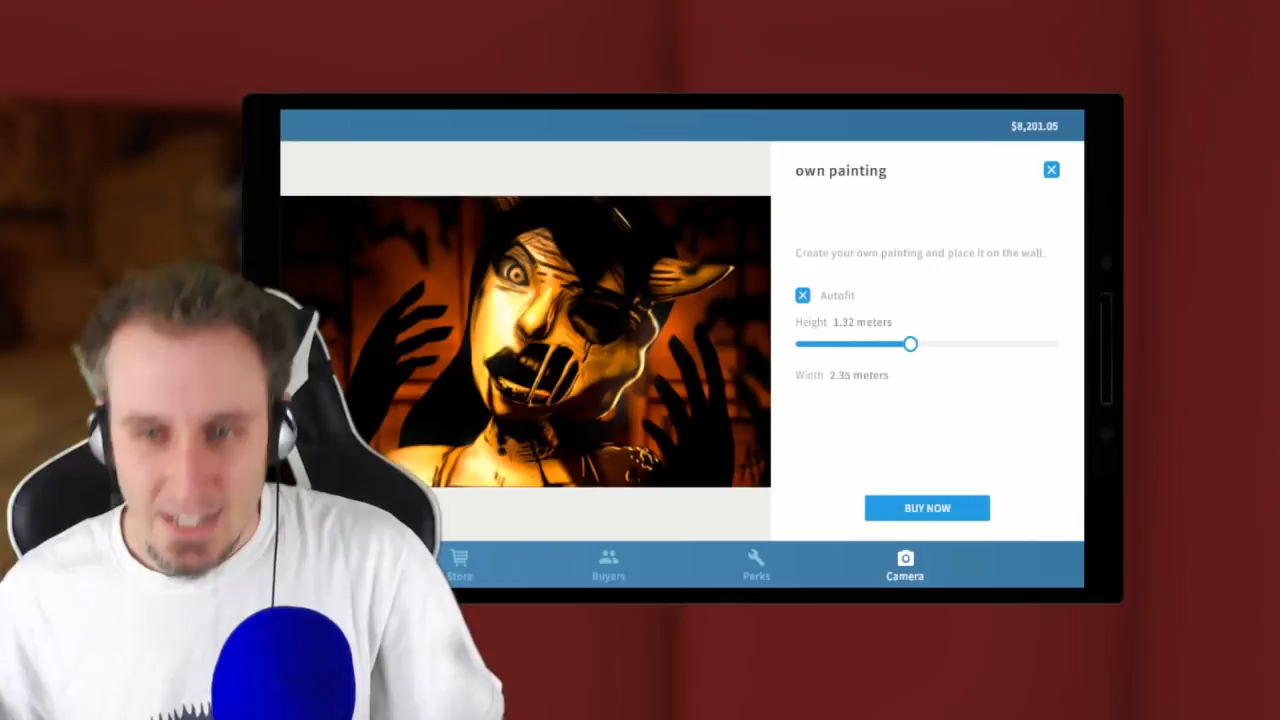 $8,201.05
own painting
Create your own painting and place it on the wall.
Autofit
Height 1.32 meters
Width 2.35 meters
BUY NOW
Store
Buyers
Perks
Camera